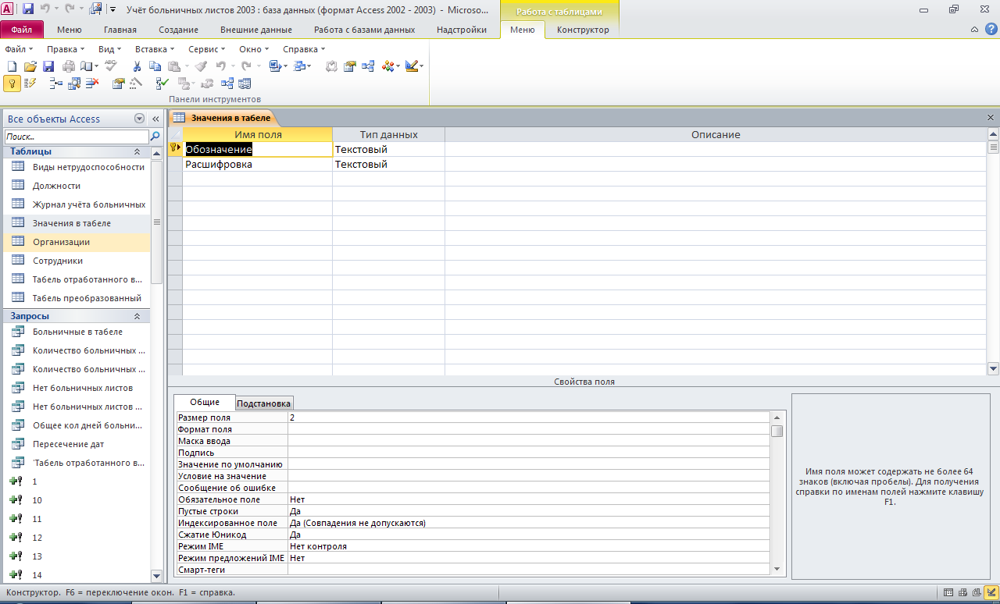 Учёт больничных листов 2003 : база данных (формат Access 2002 - 2003) - Microso...
Работа с таблицами
Файл Меню Главная Создание Внешние данные Работа с базами данных Надстройки Меню Конструктор
Файл Правка Вид Вставка Сервис Окно Справка
Панели инструментов
Все объекты Access
Поиск...
Таблицы
Виды нетрудоспособности
Должности
Журнал учёта больничных
Значения в табеле
Организации
Сотрудники
Табель отработанного в...
Табель преобразованный
Запросы
Больничные в табеле
Количество больничных ...
Количество больничных ...
Нет больничных листов
Нет больничных листов ...
Общее кол дней больни...
Пересечение дат
'Табель отработанного в...
1
10
11
12
13
14
Значения в табеле
Имя поля Тип данных Описание
Обозначение Текстовый
Расшифровка Текстовый
Свойства поля
Общие Подстановка
Размер поля 2
Формат поля
Маска ввода
Подпись
Значение по умолчанию
Условие на значение
Сообщение об ошибке
Обязательное поле Нет
Пустые строки Да
Индексированное поле Да (Совпадения не допускаются)
Сжатие Юникод Да
Режим IME Нет контроля
Режим предложений IME Нет
Смарт-теги
Имя поля может содержать не более 64
знаков (включая пробелы). Для получения
справки по именам полей нажмите клавишу
F1.
Конструктор. F6 = переключение окон. F1 = справка.